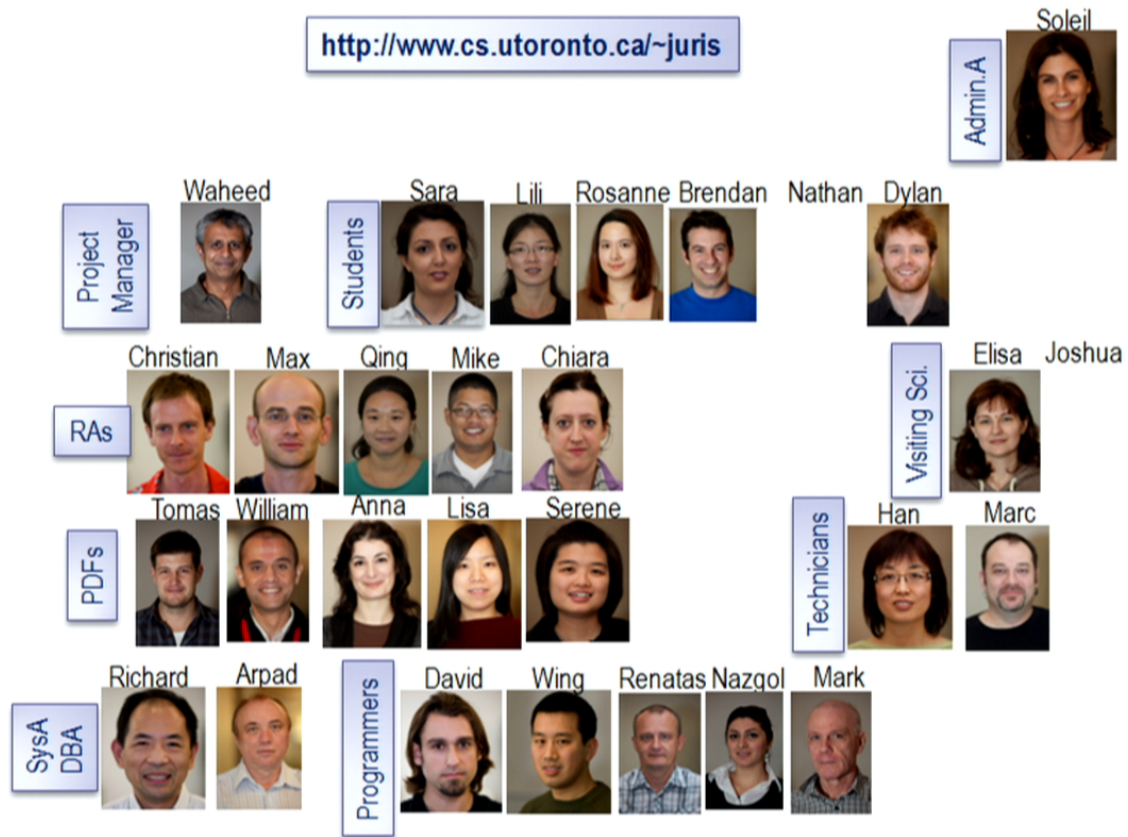 http://www.cs.utoronto.ca/~juris
Soleil
Admin.A
Waheed
Project
Manager
Sara Lili Rosanne Brendan Nathan Dylan
Students
Christian Max Qing Mike Chiara
RAs
Elisa Joshua
Visiting Sci.
Tomas William Anna Lisa Serene
PDFs
Han Marc
Technicians
Richard Arpad
SysA
DBA
David Wing Renatas Nazgol Mark
Programmers